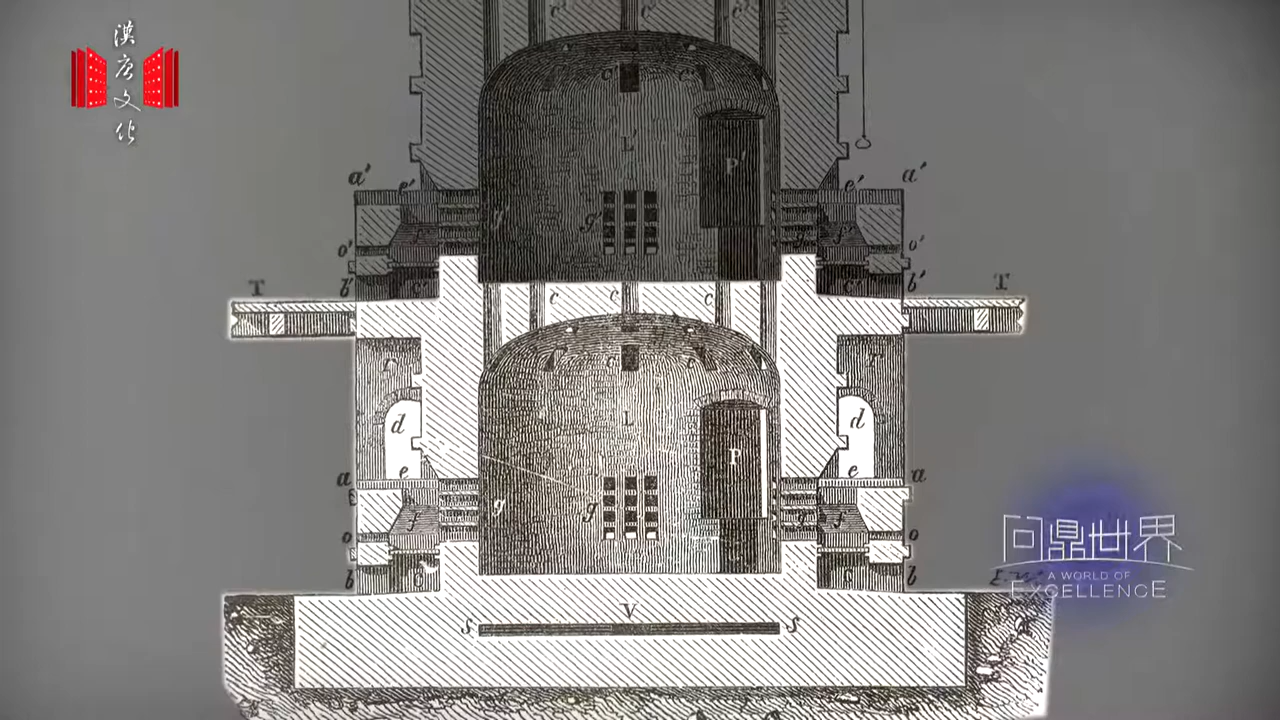 漢唐文化
c' c' c'
c' c'
L'
P'
a' a'
e' e'
g' g' g'
f' f'
o' o'
b' c' c' b'
T T
c c c
r r
c c
L
d d
P
a e e a
g g g
f f
o o
b c c b
问鼎世界
A WORLD OF
EXCELLENCE
V
S S